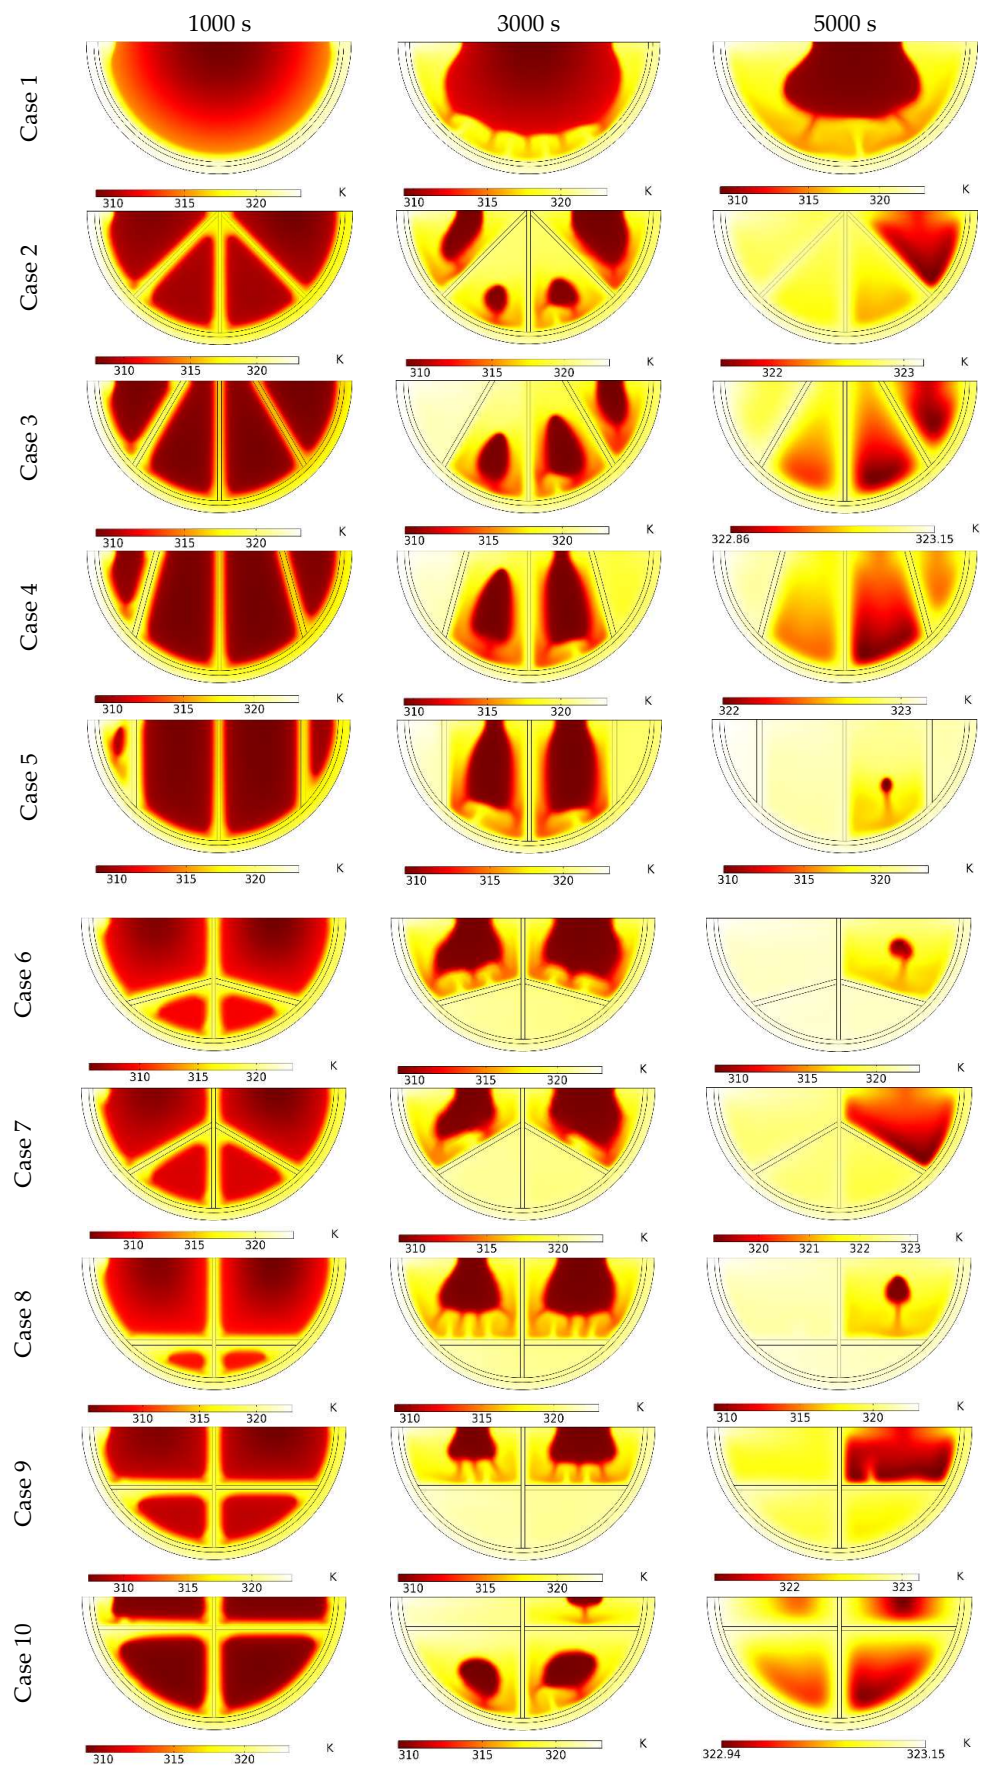 1000 s 3000 s 5000 s
Case 1
310 315 320 K 310 315 320 K 310 315 320 K
Case 2
310 315 320 K 310 315 320 K 322 323 K
Case 3
310 315 320 K 310 315 320 K 322.86 323.15 K
Case 4
310 315 320 K 310 315 320 K 322 323 K
Case 5
310 315 320 K 310 315 320 K 310 315 320 K
Case 6
310 315 320 K 310 315 320 K 310 315 320 K
Case 7
310 315 320 K 310 315 320 K 320 321 322 323 K
Case 8
310 315 320 K 310 315 320 K 310 315 320 K
Case 9
310 315 320 K 310 315 320 K 322 323 K
Case 10
310 315 320 K 310 315 320 K 322.94 323.15 K